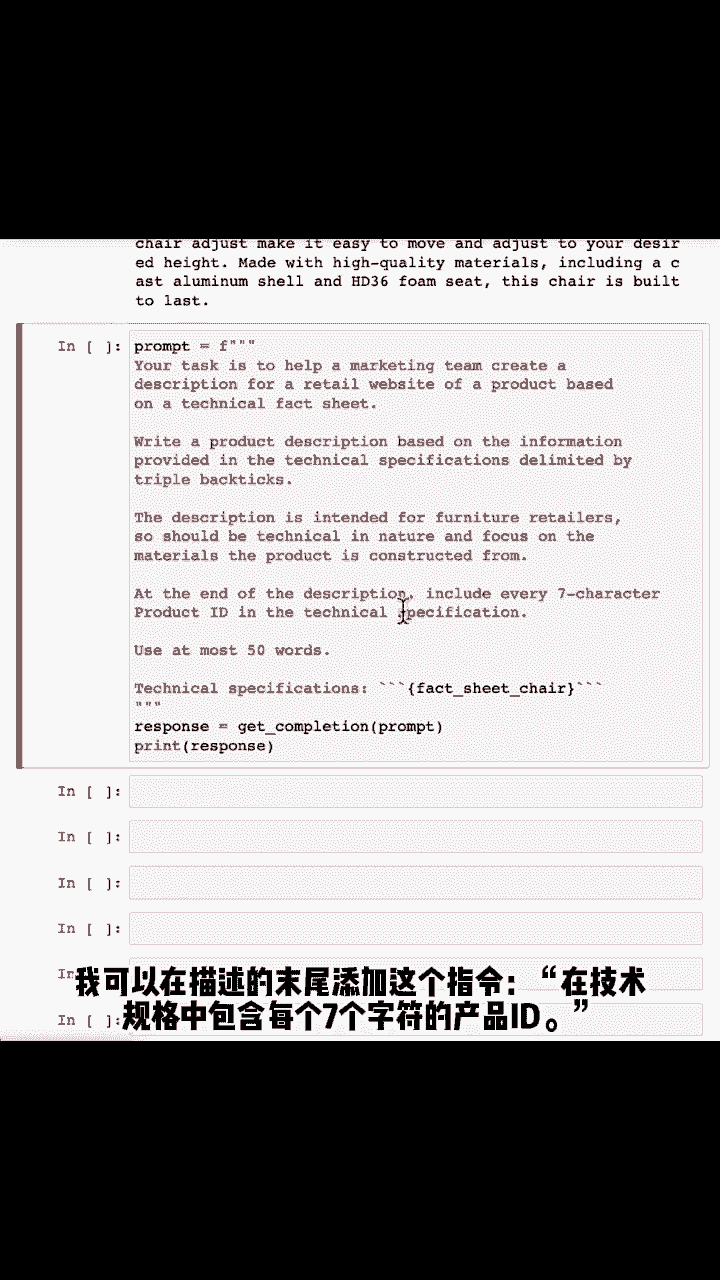 chair adjust make it easy to move and adjust to your desir
ed height. Made with high-quality materials, including a c
ast aluminum shell and HD36 foam seat, this chair is built
to last.
In [ ]: prompt = f"""
Your task is to help a marketing team create a
description for a retail website of a product based
on a technical fact sheet.
Write a product description based on the information
provided in the technical specifications delimited by
triple backticks.
The description is intended for furniture retailers,
so should be technical in nature and focus on the
materials the product is constructed from.
At the end of the description, include every 7-character
Product ID in the technical specification.
Use at most 50 words.
Technical specifications: ```{fact_sheet_chair}```
"""
response = get_completion(prompt)
print(response)
In [ ]:
In [ ]:
In [ ]:
In [ ]:
In
In [ ]:
我可以在描述的末尾添加这个指令：“在技术
规格中包含每个7个字符的产品ID。”